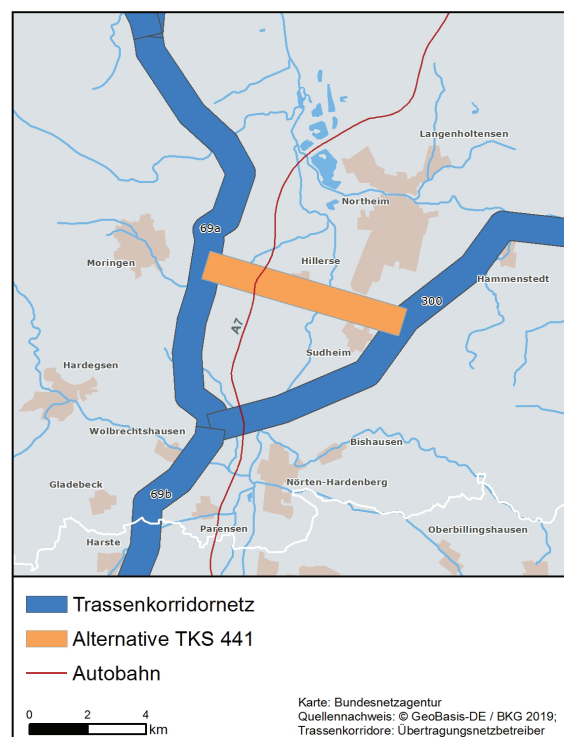 Langenholtensen
Northeim
69a
Moringen
Hillerse
Hammenstedt
300
A7
Sudheim
Hardegsen
Wolbrechtshausen
Bishausen
Gladebeck
Nörten-Hardenberg
69b
Parensen
Oberbillingshausen
Harste
Trassenkorridornetz
Alternative TKS 441
Autobahn
0 2 4
km
Karte: Bundesnetzagentur
Quellennachweis: © GeoBasis-DE / BKG 2019;
Trassenkorridore: Übertragungsnetzbetreiber